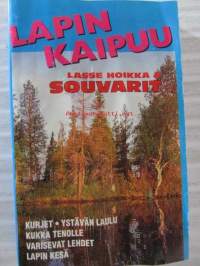 LAPIN
KAIPUU
LASSE HOIKKA &
SOUVARIT
KURJET • YSTÄVÄN LAULU
KUKKA TENOLLE
VARISEVAT LEHDET
LAPIN KESÄ